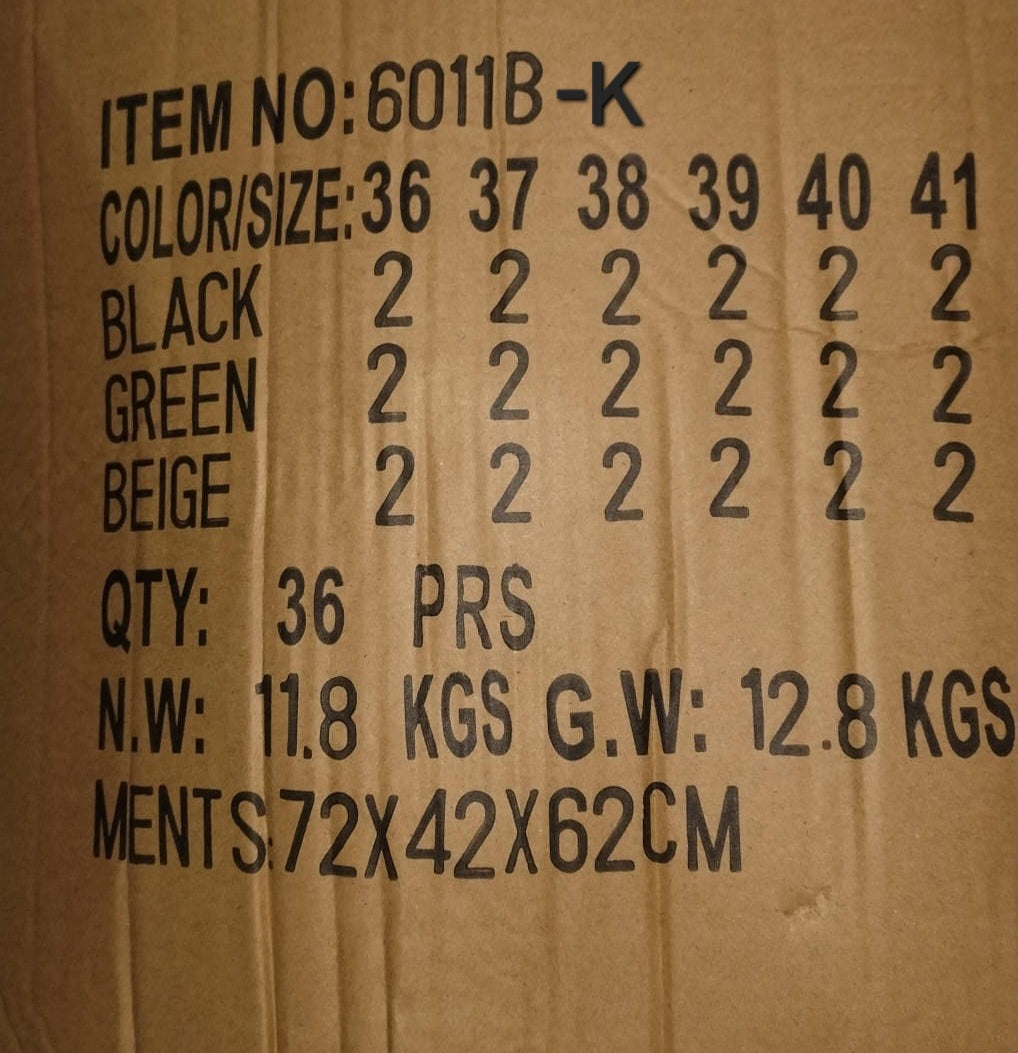 ITEM NO:6011B-K
COLOR/SIZE:36 37 38 39 40 41
BLACK 2 2 2 2 2 2
GREEN 2 2 2 2 2 2
BEIGE 2 2 2 2 2 2
QTY: 36 PRS
N.W: 11.8 KGS G.W: 12.8 KGS
MENTS:72X42X62CM